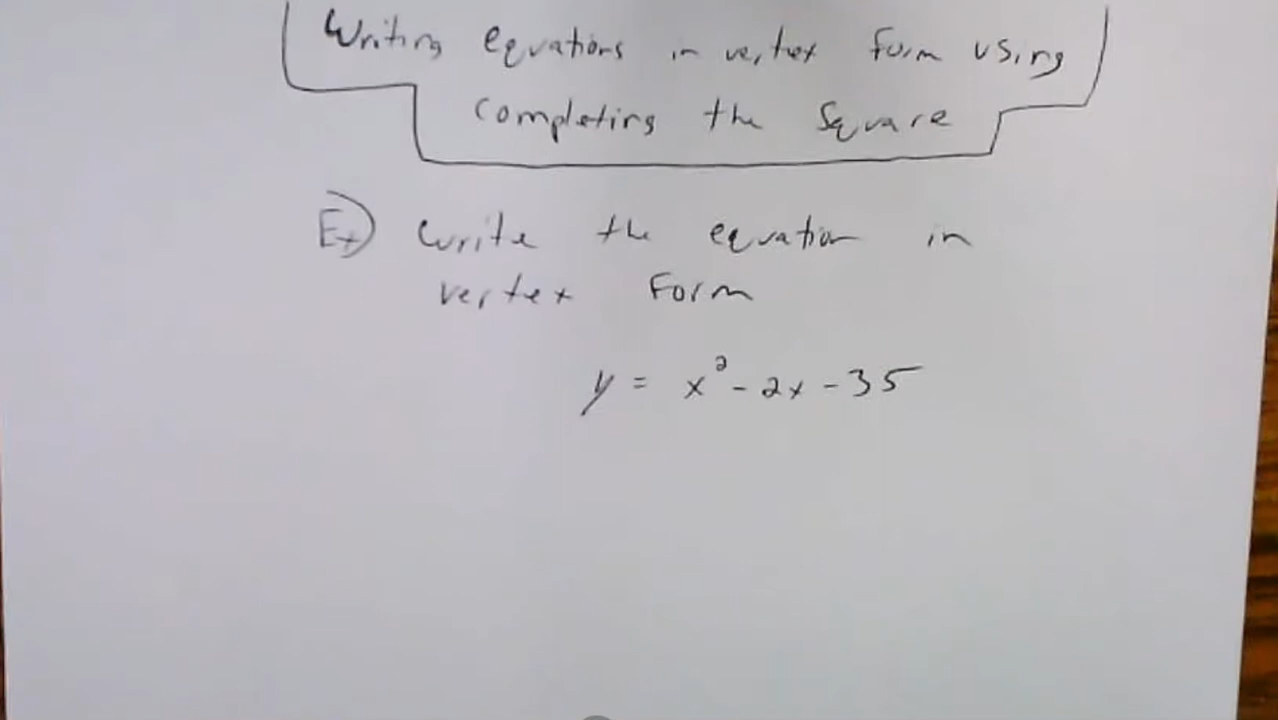 Writing equations in vertex form using
completing the Square
Ex) Write the equation in
vertex Form
y = x² - 2x - 35